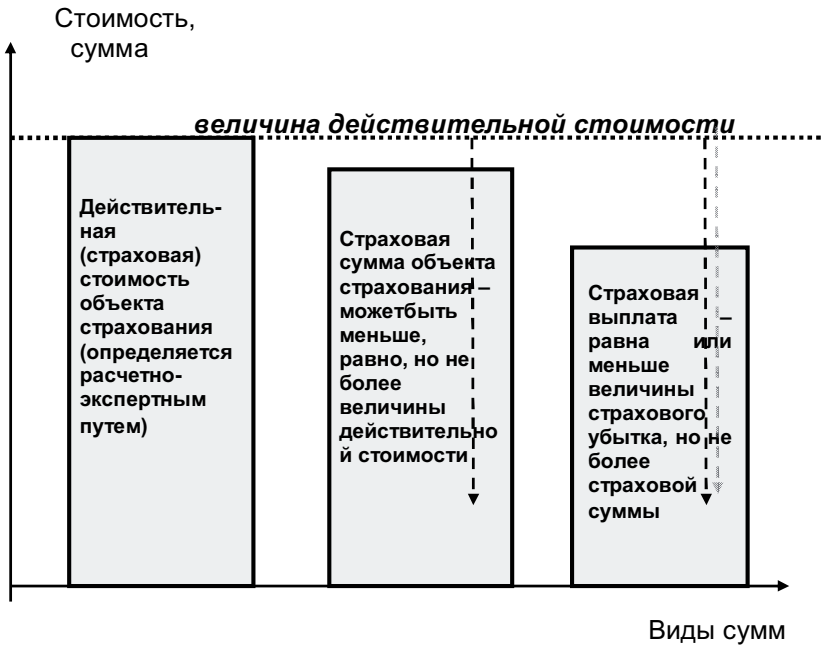 Стоимость,
сумма
величина действительной стоимости
Действитель-
ная
(страховая)
стоимость
объекта
страхования
(определяется
расчетно-
экспертным
путем)
Страховая
сумма объекта
страхования –
можетбыть
меньше,
равно, но не
более
величины
действительно
й стоимости
Страховая
выплата –
равна или
меньше
величины
страхового
убытка, но не
более
страховой
суммы
Виды сумм